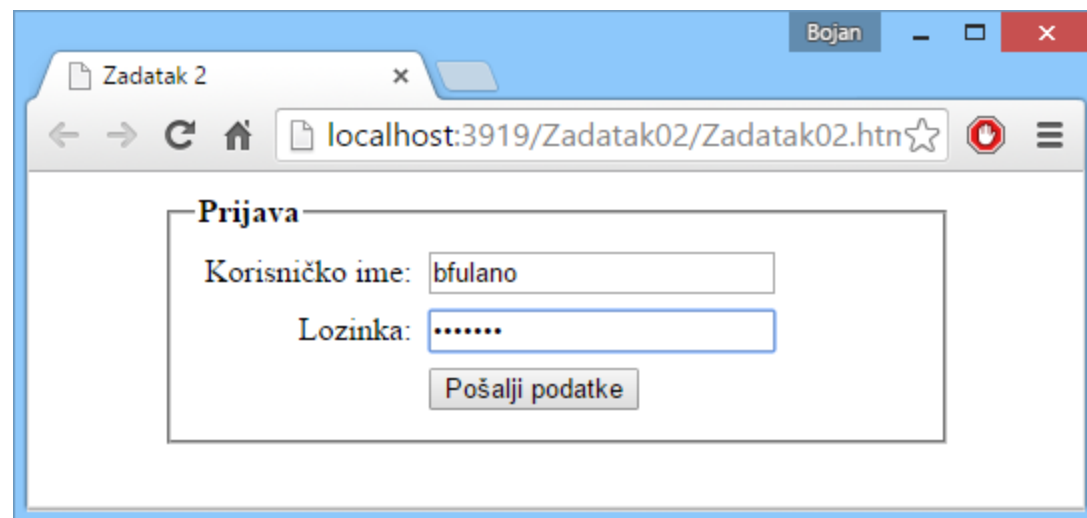 Bojan
Zadatak 2
localhost:3919/Zadatak02/Zadatak02.htm
Prijava
Korisničko ime: bfulano
Lozinka: •••••••
Pošalji podatke